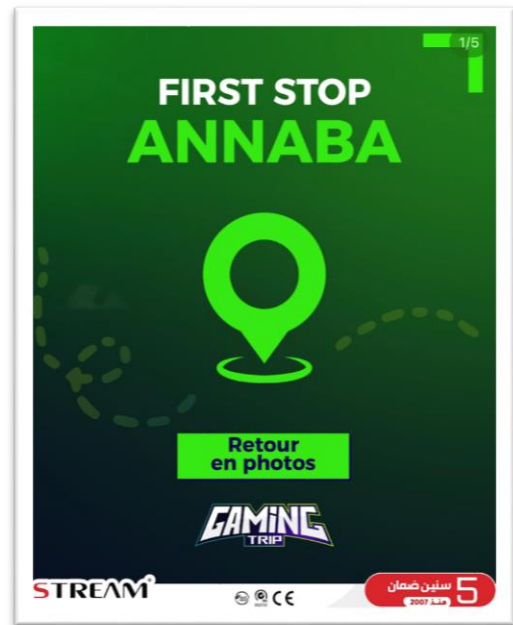 1/5
FIRST STOP
ANNABA
Retour
en photos
GAMING
TRIP
STREAM
CE
5 سنين ضمان
منذ 2007